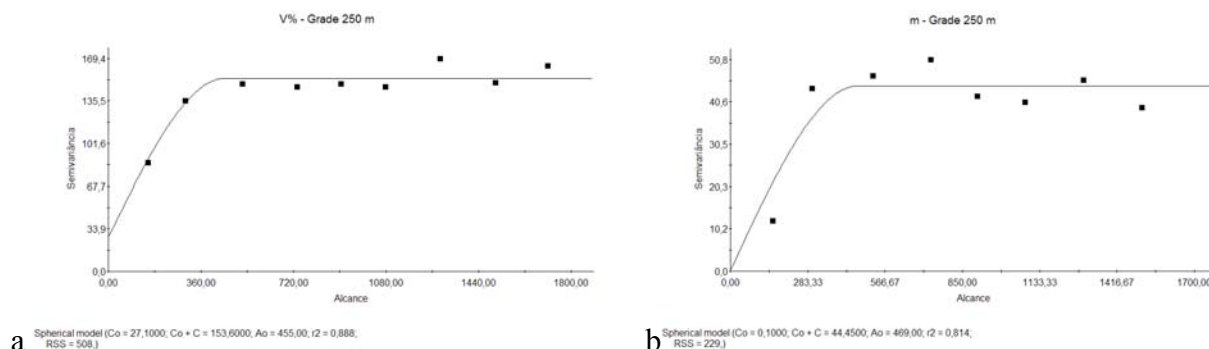 V% - Grade 250 m
169,4
135,5
101,6
67,7
33,9
0,0
Semivariância
0,00 360,00 720,00 1080,00 1440,00 1800,00
Alcance
a Spherical model (Co = 27,1000; Co + C = 153,6000; Ao = 455,00; r2 = 0,888;
RSS = 508,)
m - Grade 250 m
50,8
40,6
30,5
20,3
10,2
0,0
Semivariância
0,00 283,33 566,67 850,00 1133,33 1416,67 1700,00
Alcance
b Spherical model (Co = 0,1000; Co + C = 44,4500; Ao = 469,00; r2 = 0,814;
RSS = 229,)